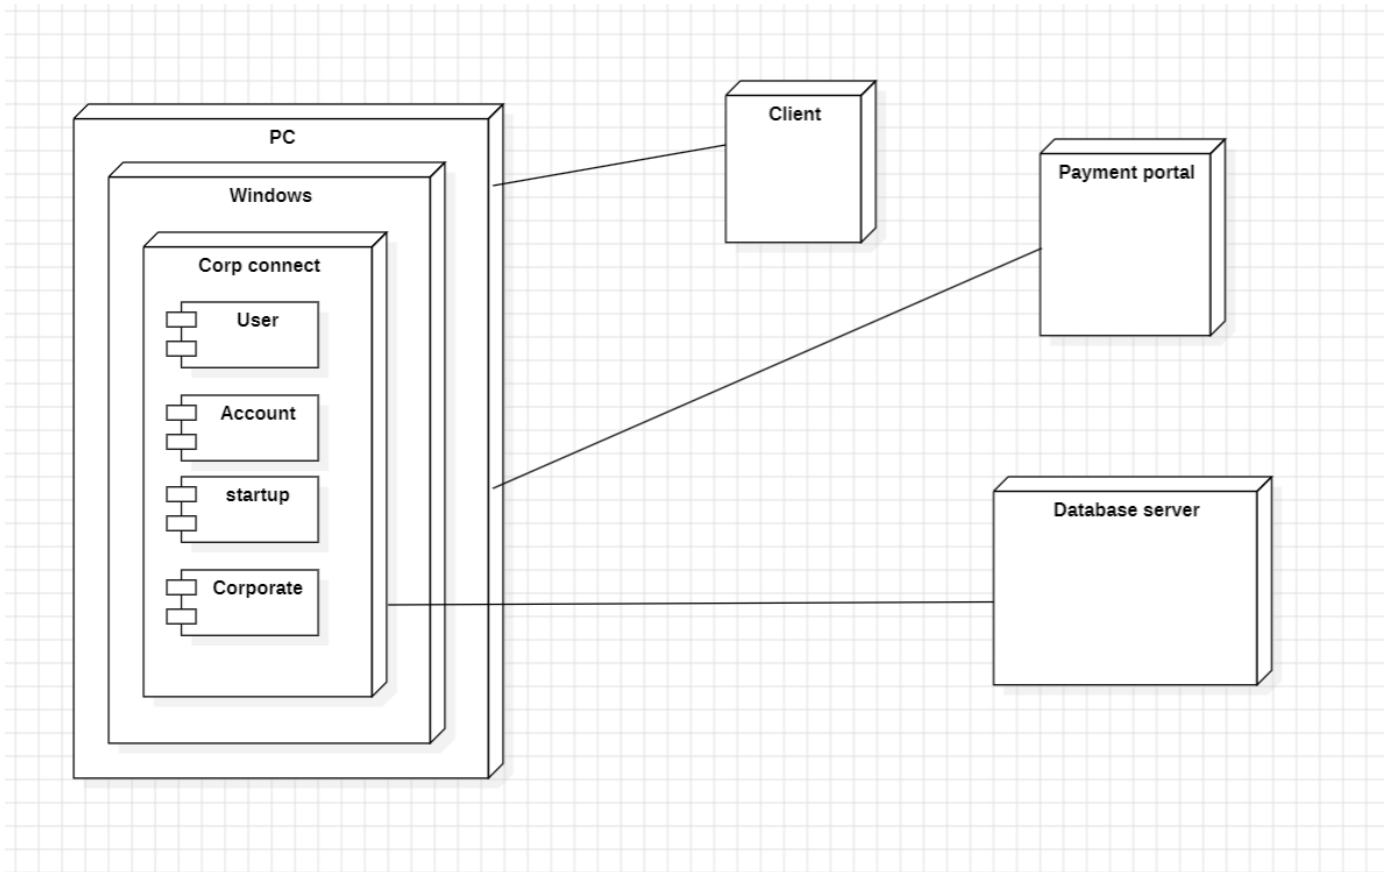 PC
Windows
Corp connect
User
Account
startup
Corporate
Client
Payment portal
Database server